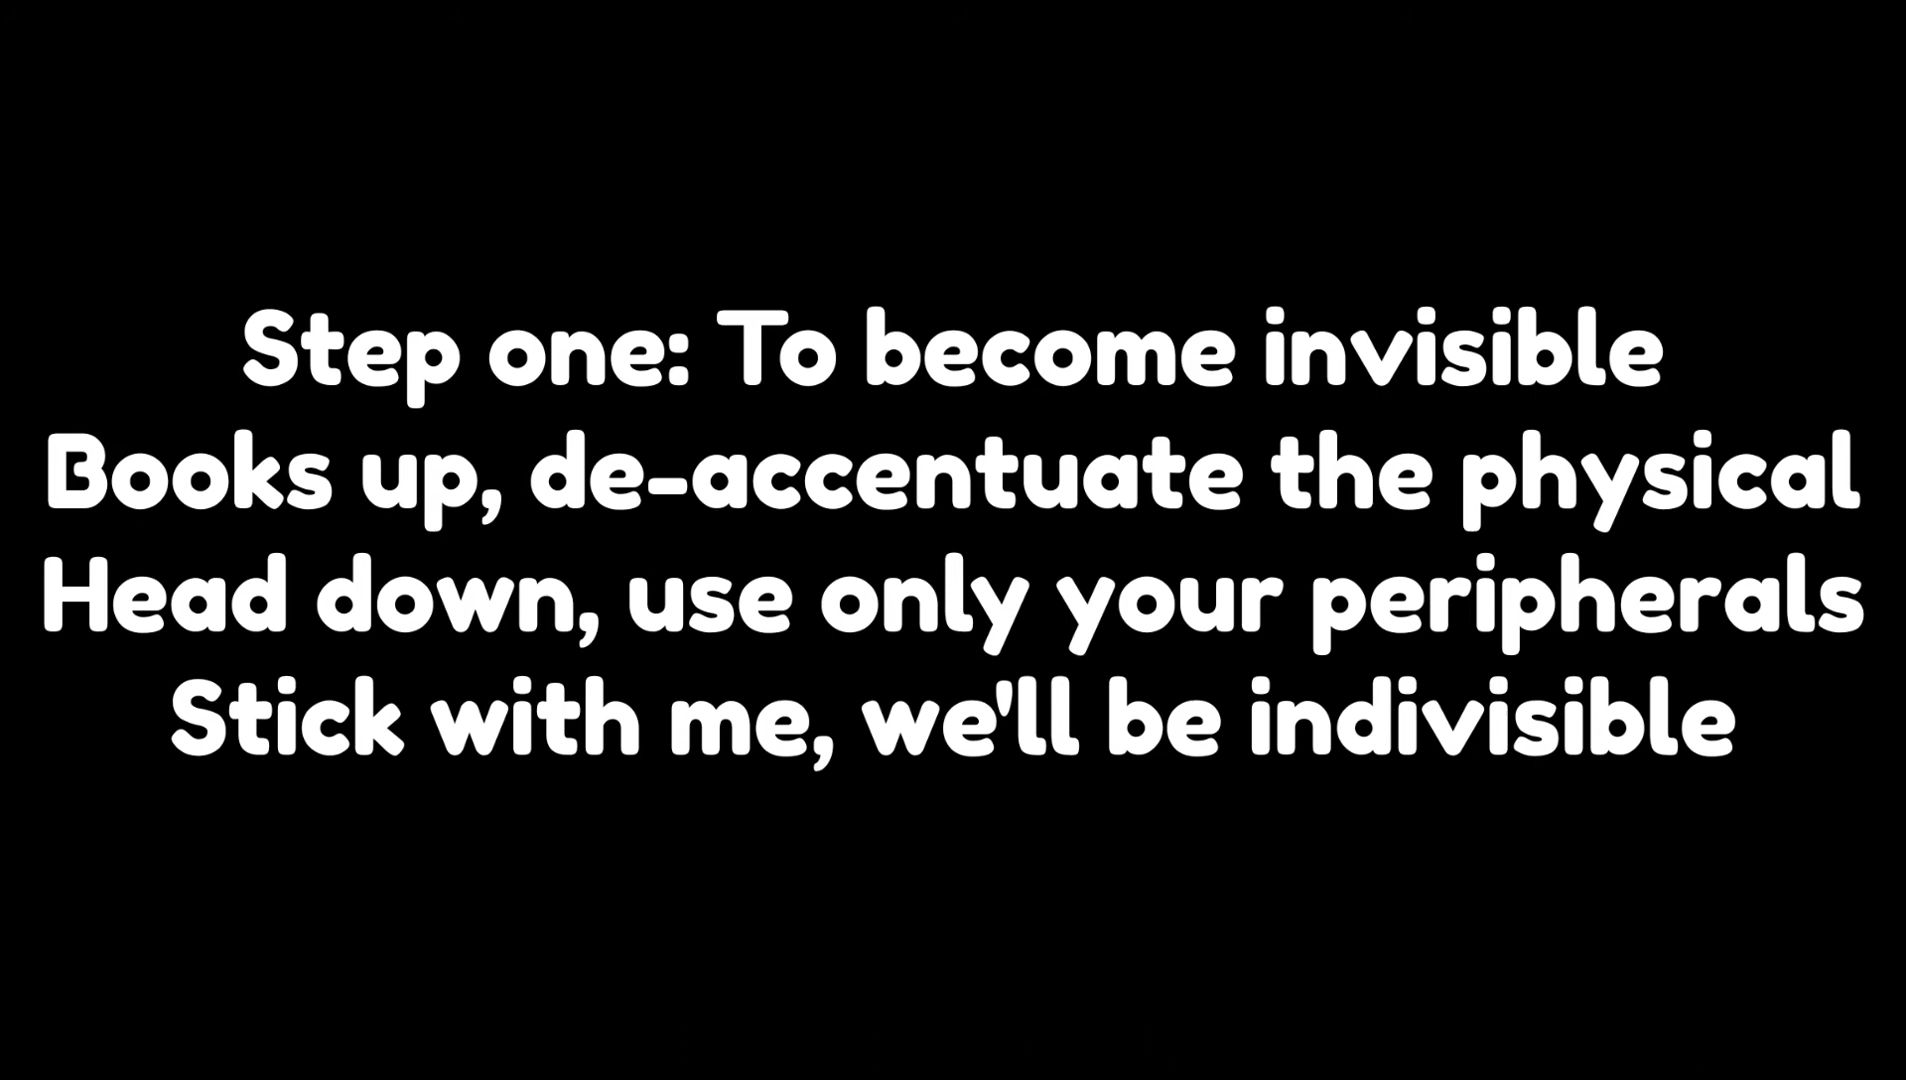 Step one: To become invisible
Books up, de-accentuate the physical
Head down, use only your peripherals
Stick with me, we'll be indivisible